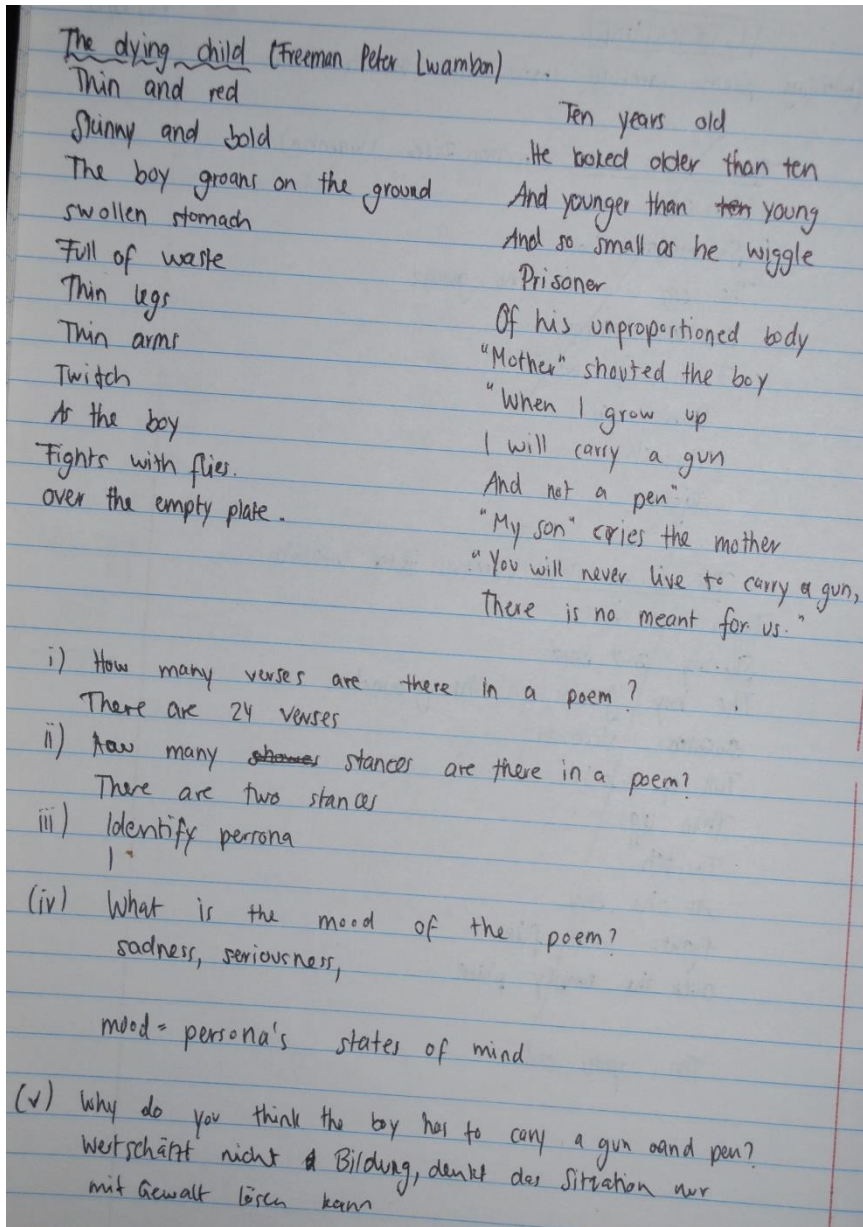 The dying child (Freeman Peter Lwambon)
Thin and red
Skinny and bold
The boy groans on the ground
swollen stomach
Full of waste
Thin legs
Thin arms
Twitch
As the boy
Fights with flies.
over the empty plate.
Ten years old
He looked older than ten
And younger than ten young
And so small as he wiggle
Prisoner
Of his unproportioned body
"Mother" shouted the boy
"When I grow up
I will carry a gun
And not a pen"
"My son" cries the mother
"You will never live to carry a gun,
There is no meant for us."
i) How many verses are there in a poem?
There are 24 verses
ii) how many stances are there in a poem?
There are two stances
iii) Identify persona
I
(iv) What is the mood of the poem?
sadness, seriousness,
mood = persona's states of mind
(v) Why do you think the boy has to carry a gun oand pen?
Wertschätzt nicht Bildung, denkt das Sitzation nur
mit Gewalt lösen kann